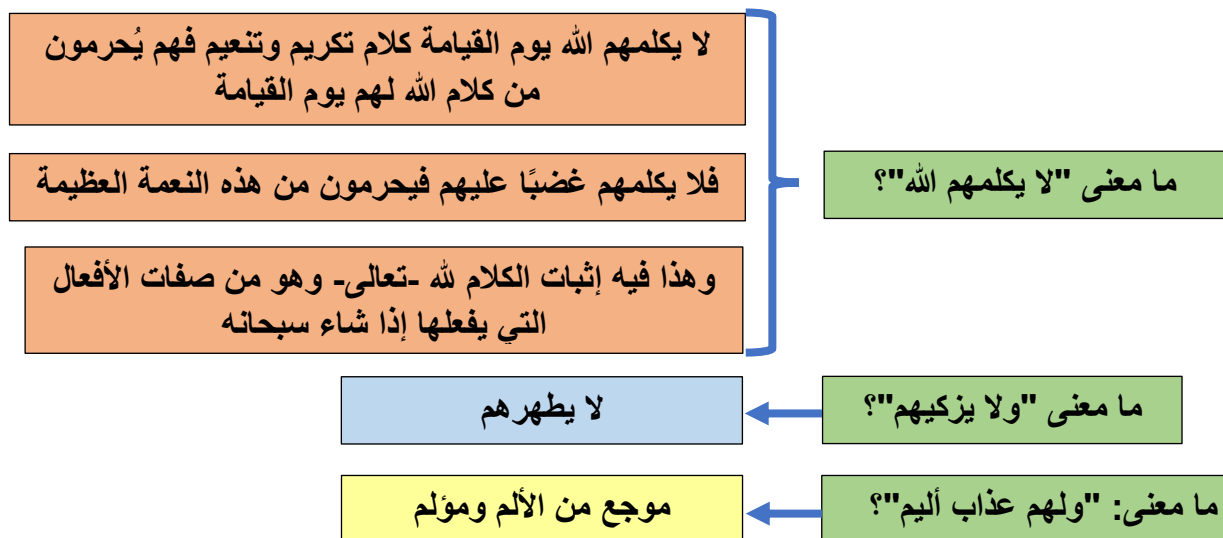 ما معنى "لا يكلمهم الله"؟
لا يكلمهم الله يوم القيامة كلام تكريم وتنعيم فهم يُحرمون
من كلام الله لهم يوم القيامة
فلا يكلمهم غضبًا عليهم فيحرمون من هذه النعمة العظيمة
وهذا فيه إثبات الكلام لله -تعالى- وهو من صفات الأفعال
التي يفعلها إذا شاء سبحانه
ما معنى "ولا يزكيهم"؟
لا يطهرهم
ما معنى: "ولهم عذاب أليم"؟
موجع من الألم ومؤلم